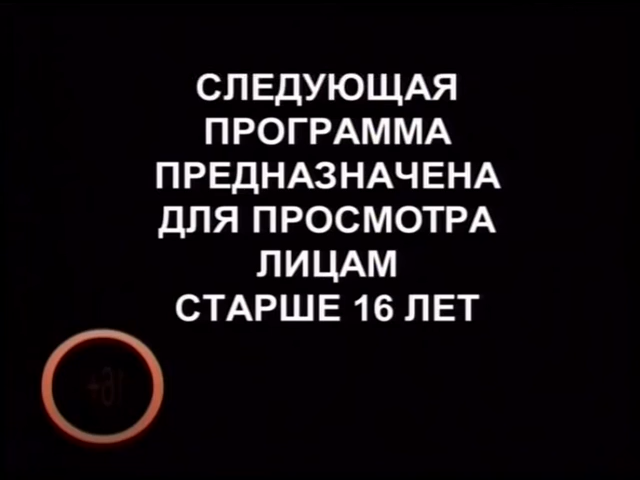 СЛЕДУЮЩАЯ
ПРОГРАММА
ПРЕДНАЗНАЧЕНА
ДЛЯ ПРОСМОТРА
ЛИЦАМ
СТАРШЕ 16 ЛЕТ